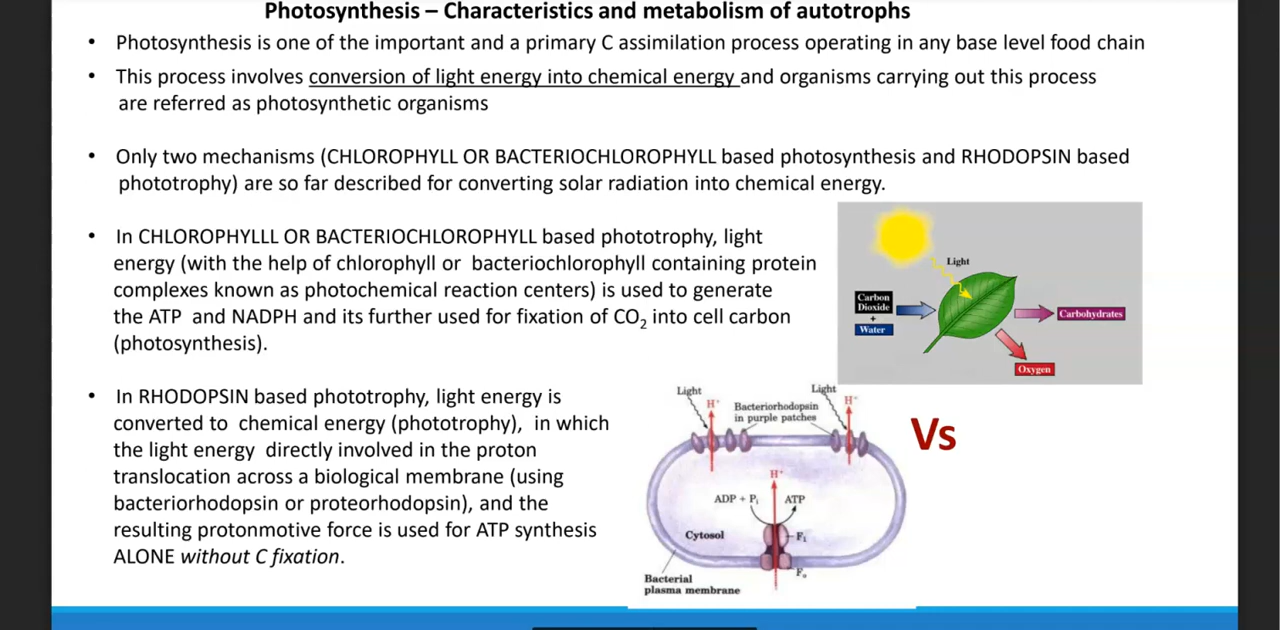 Photosynthesis – Characteristics and metabolism of autotrophs
• Photosynthesis is one of the important and a primary C assimilation process operating in any base level food chain
• This process involves conversion of light energy into chemical energy and organisms carrying out this process
are referred as photosynthetic organisms
• Only two mechanisms (CHLOROPHYLL OR BACTERIOCHLOROPHYLL based photosynthesis and RHODOPSIN based
phototrophy) are so far described for converting solar radiation into chemical energy.
• In CHLOROPHYLLL OR BACTERIOCHLOROPHYLL based phototrophy, light
energy (with the help of chlorophyll or bacteriochlorophyll containing protein
complexes known as photochemical reaction centers) is used to generate
the ATP and NADPH and its further used for fixation of CO₂ into cell carbon
(photosynthesis).
Light
Carbon
Dioxide
+
Water
Carbohydrates
Oxygen
• In RHODOPSIN based phototrophy, light energy is
converted to chemical energy (phototrophy), in which
the light energy directly involved in the proton
translocation across a biological membrane (using
bacteriorhodopsin or proteorhodopsin), and the
resulting protonmotive force is used for ATP synthesis
ALONE without C fixation.
Light
Light
H⁺
H⁺
Bacteriorhodopsin
in purple patches
H⁺
ADP + Pᵢ
ATP
Cytosol
F₁
Fₒ
Bacterial
plasma membrane
Vs